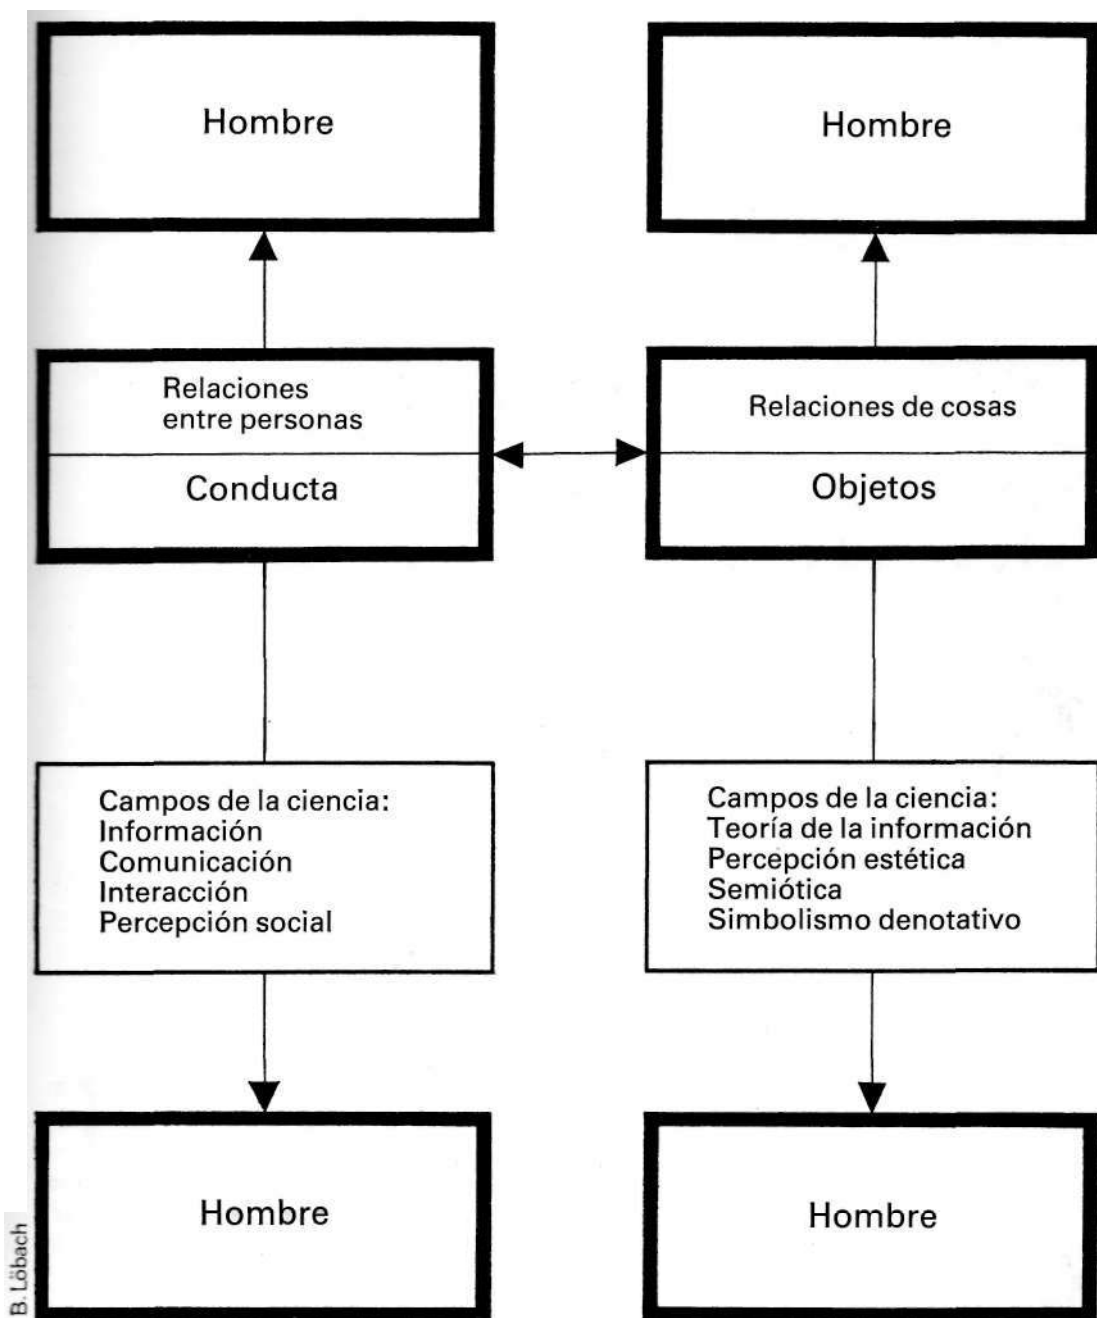 Hombre
Hombre
Relaciones
entre personas
Conducta
Relaciones de cosas
Objetos
Campos de la ciencia:
Información
Comunicación
Interacción
Percepción social
Campos de la ciencia:
Teoría de la información
Percepción estética
Semiótica
Simbolismo denotativo
Hombre
Hombre
B. Löbach